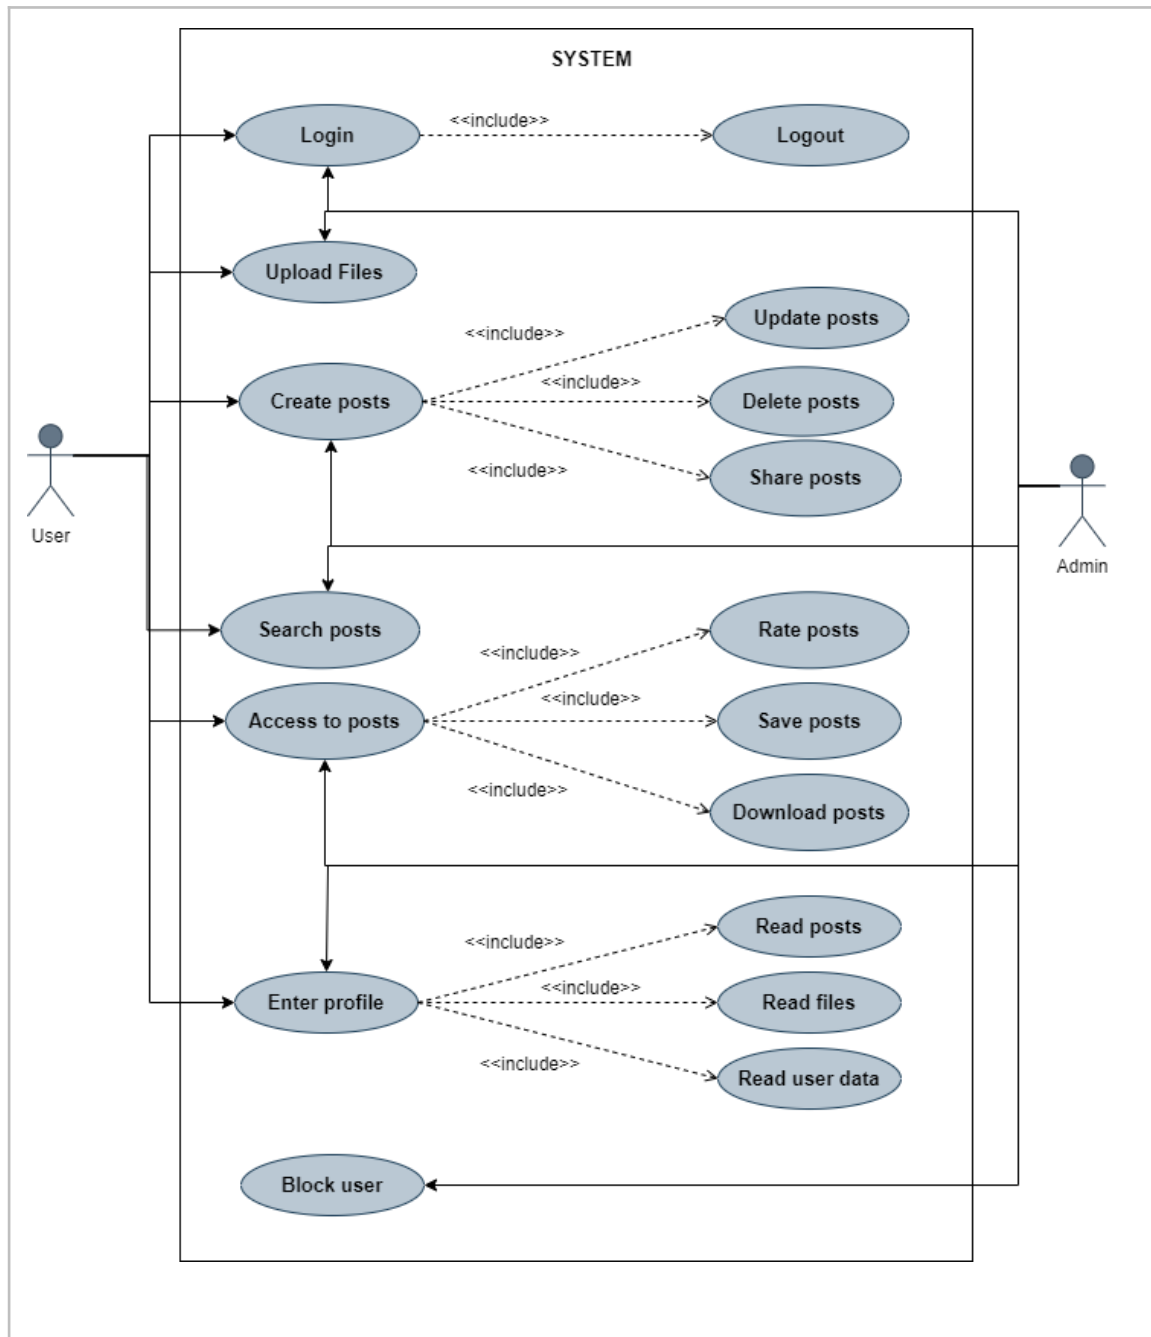 SYSTEM
Login
<<include>>
Logout
Upload Files
Create posts
<<include>>
Update posts
<<include>>
Delete posts
<<include>>
Share posts
User
Admin
Search posts
Access to posts
<<include>>
Rate posts
<<include>>
Save posts
<<include>>
Download posts
Enter profile
<<include>>
Read posts
<<include>>
Read files
<<include>>
Read user data
Block user